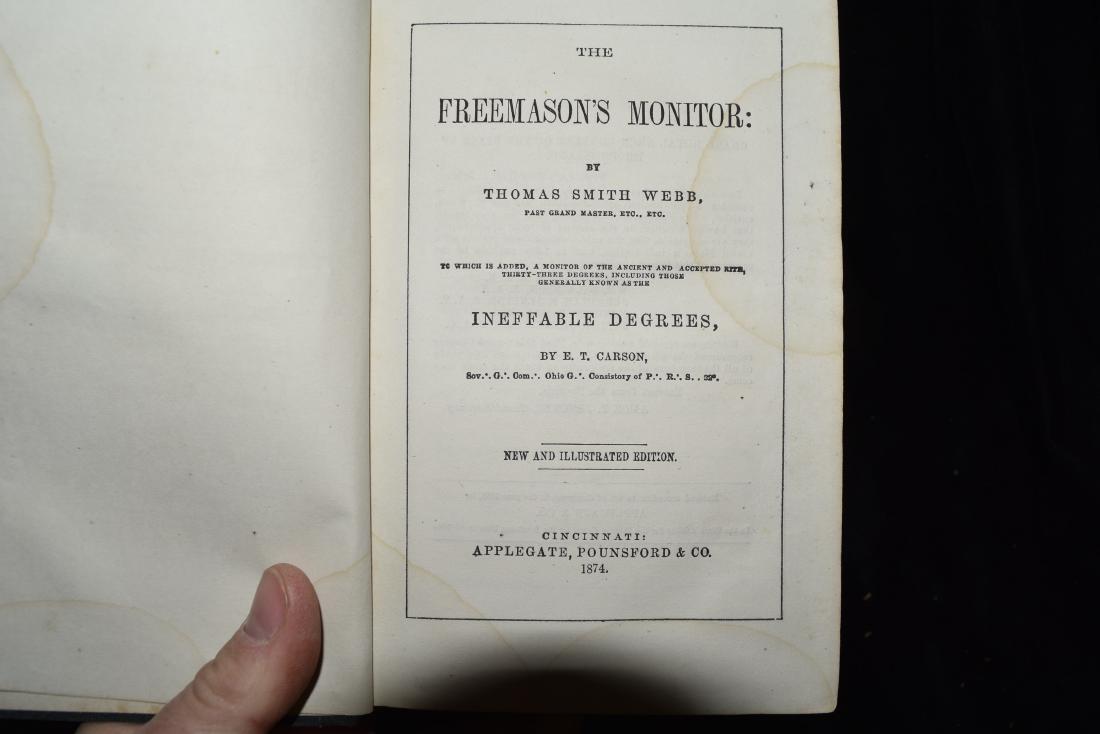 THE
FREEMASON'S MONITOR:
BY
THOMAS SMITH WEBB,
PAST GRAND MASTER, ETC., ETC.
TO WHICH IS ADDED, A MONITOR OF THE ANCIENT AND ACCEPTED RITE,
THIRTY-THREE DEGREES, INCLUDING THOSE
GENERALLY KNOWN AS THE
INEFFABLE DEGREES,
BY E. T. CARSON,
Sov∴ G∴ Com∴ Ohio G∴ Consistory of P∴ R∴ S. . 32°.
NEW AND ILLUSTRATED EDITION.
CINCINNATI:
APPLEGATE, POUNSFORD & CO.
1874.